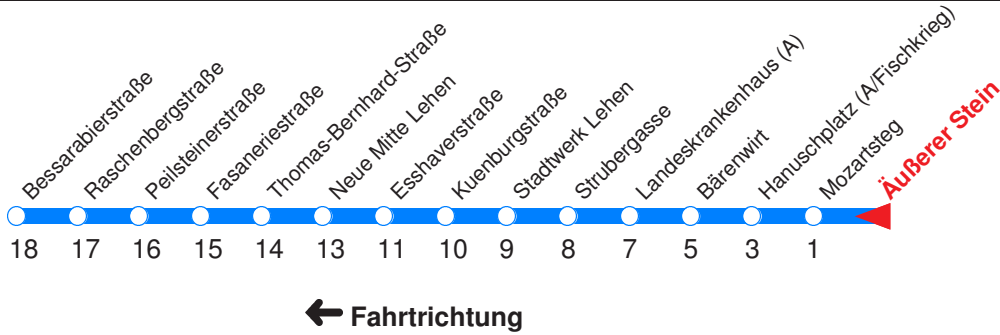 Bessarabierstraße
Raschenbergstraße
Peilsteinerstraße
Fasaneriestraße
Thomas-Bernhard-Straße
Neue Mitte Lehen
Esshaverstraße
Kuenburgstraße
Stadtwerk Lehen
Strubergasse
Landeskrankenhaus (A)
Bärenwirt
Hanuschplatz (A/Fischkrieg)
Mozartsteg
Äußerer Stein
18 17 16 15 14 13 11 10 9 8 7 5 3 1
Fahrtrichtung